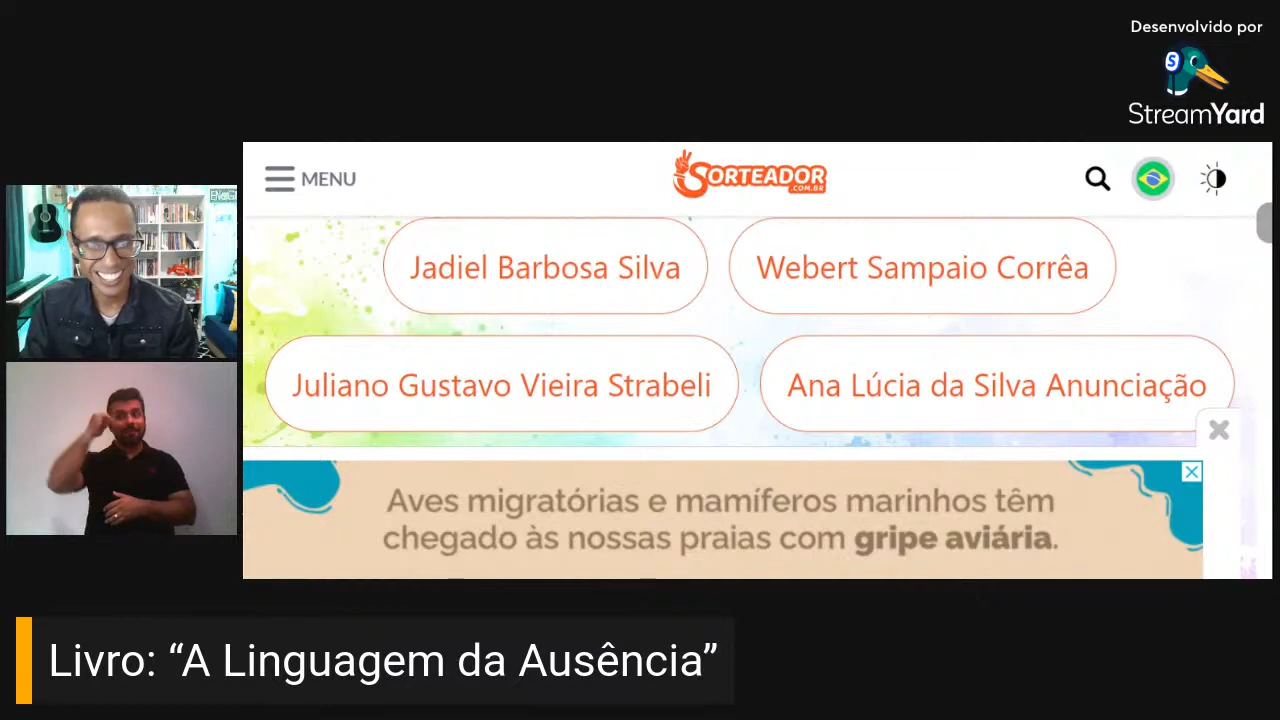 Desenvolvido por
StreamYard
MENU
SORTEADOR
.COM.BR
Jadiel Barbosa Silva
Webert Sampaio Corrêa
Juliano Gustavo Vieira Strabeli
Ana Lúcia da Silva Anunciação
Aves migratórias e mamíferos marinhos têm
chegado às nossas praias com gripe aviária.
Livro: “A Linguagem da Ausência”